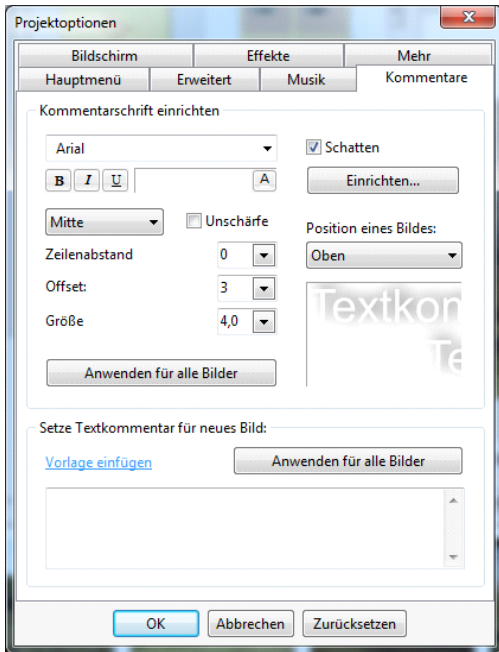 Projektoptionen
Bildschirm Effekte Mehr
Hauptmenü Erweitert Musik Kommentare
Kommentarschrift einrichten
Arial Schatten
B I U A Einrichten...
Mitte Unschärfe Position eines Bildes:
Zeilenabstand 0 Oben
Offset: 3
Größe 4,0
Anwenden für alle Bilder
Setze Textkommentar für neues Bild:
Vorlage einfügen Anwenden für alle Bilder
OK Abbrechen Zurücksetzen